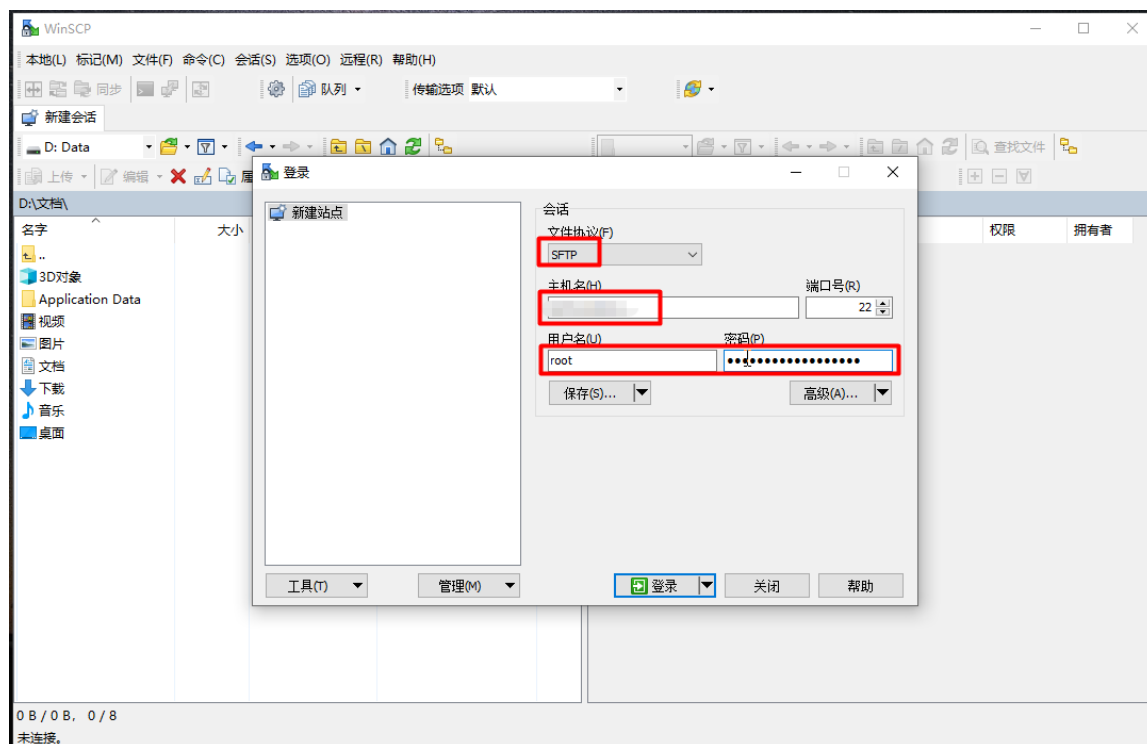 WinSCP
本地(L) 标记(M) 文件(F) 命令(C) 会话(S) 选项(O) 远程(R) 帮助(H)
同步 队列 传输选项 默认
新建会话
D: Data 查找文件
上传 编辑
D:\文档\
名字 大小 权限 拥有者
..
3D对象
Application Data
视频
图片
文档
下载
音乐
桌面
登录
新建站点
会话
文件协议(F)
SFTP
主机名(H) 端口号(R)
22
用户名(U) 密码(P)
root
保存(S)... 高级(A)...
工具(T) 管理(M) 登录 关闭 帮助
0 B / 0 B, 0 / 8
未连接。